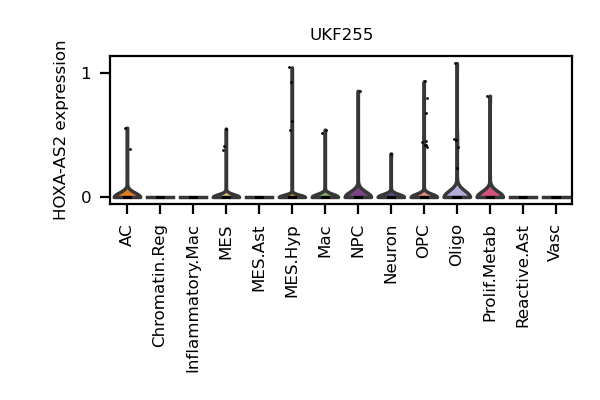 UKF255
HOXA-AS2 expression
1
0
AC
Chromatin.Reg
Inflammatory.Mac
MES
MES.Ast
MES.Hyp
Mac
NPC
Neuron
OPC
Oligo
Prolif.Metab
Reactive.Ast
Vasc